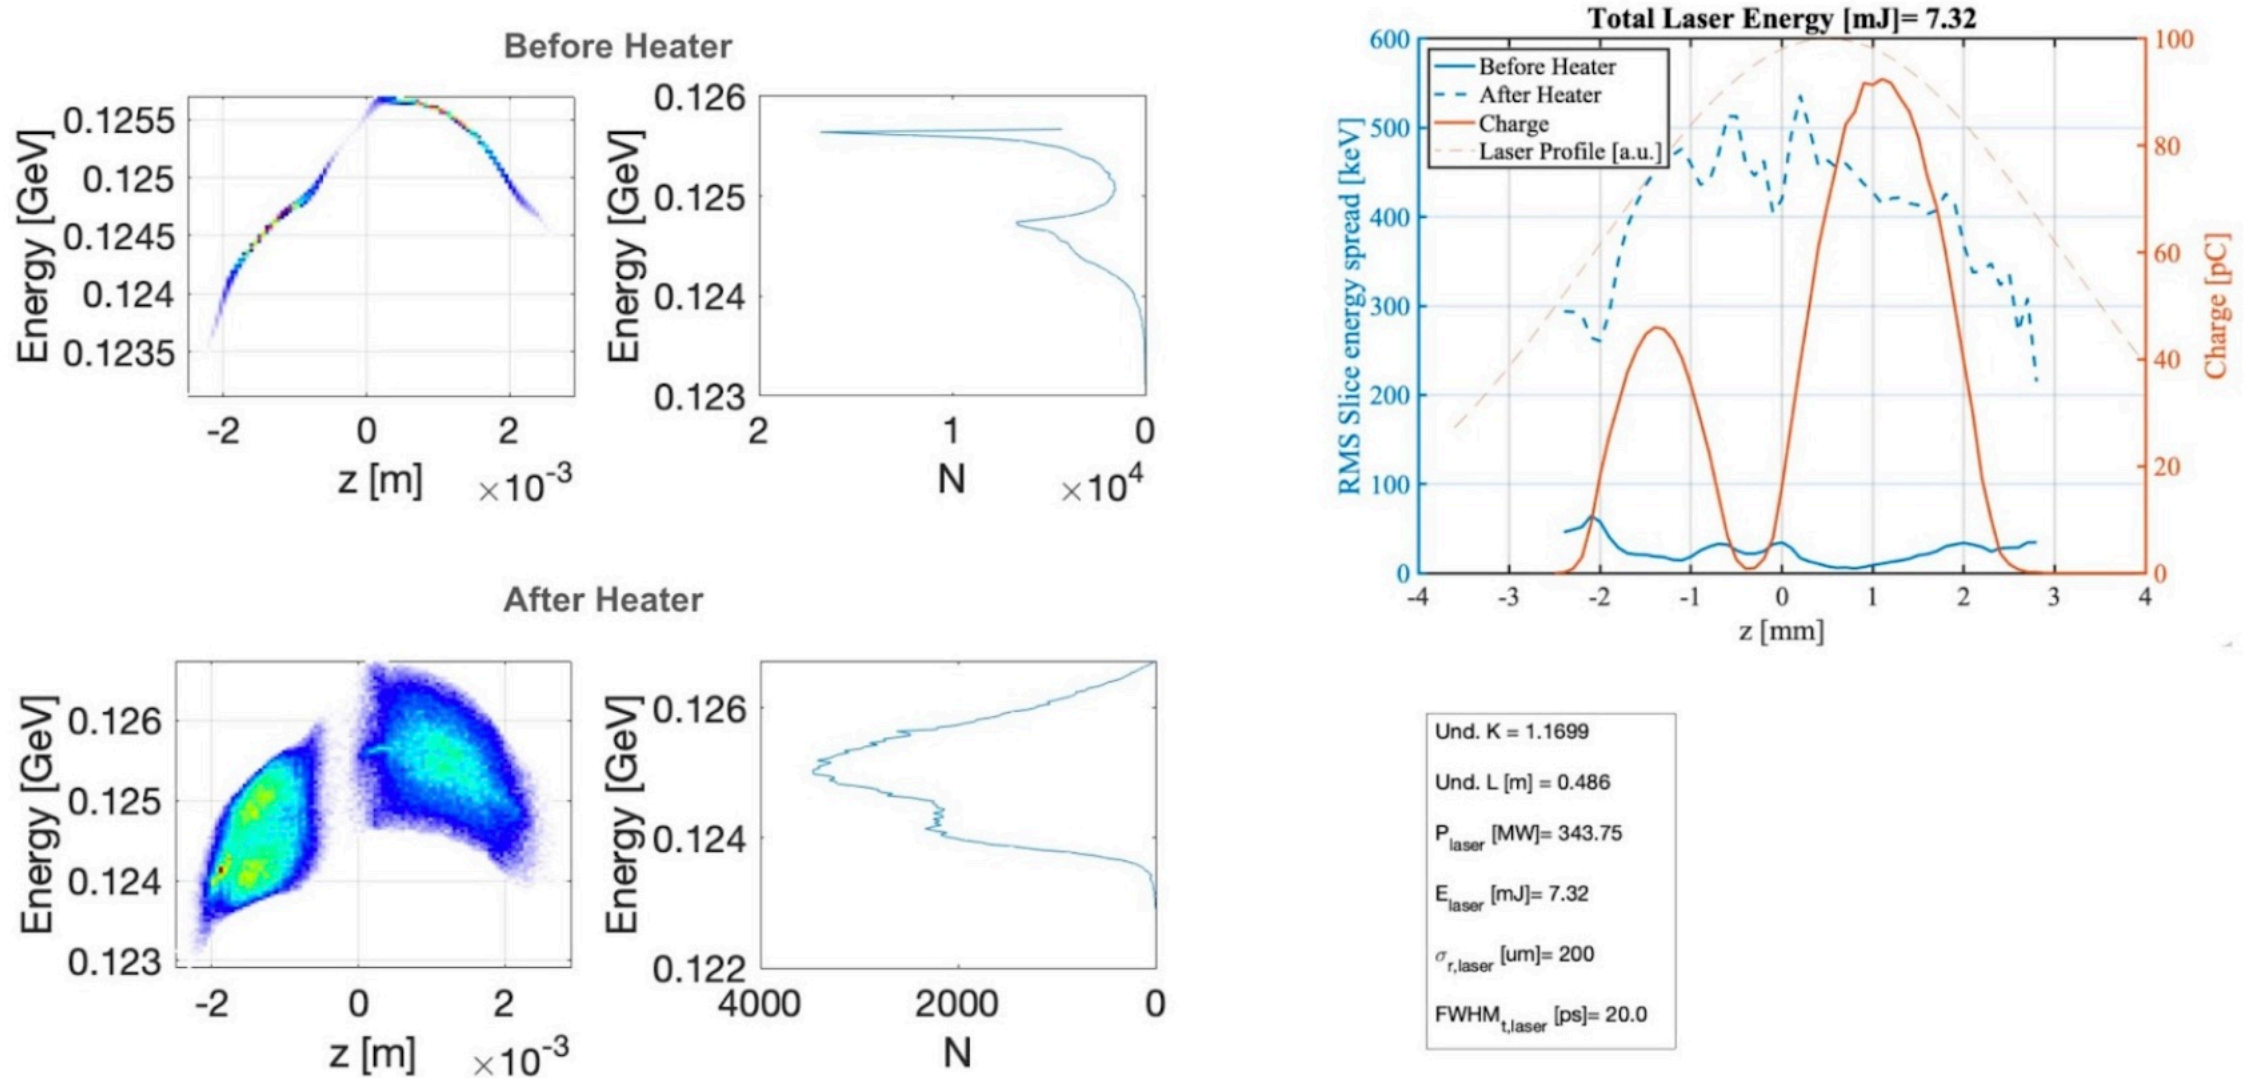 Before Heater
Energy [GeV]
0.1255
0.125
0.1245
0.124
0.1235
-2 0 2
z [m] ×10-3
Energy [GeV]
0.126
0.125
0.124
0.123
2 1 0
N ×104
After Heater
Energy [GeV]
0.126
0.125
0.124
0.123
-2 0 2
z [m] ×10-3
Energy [GeV]
0.126
0.124
0.122
4000 2000 0
N
Total Laser Energy [mJ]= 7.32
Before Heater
After Heater
Charge
Laser Profile [a.u.]
RMS Slice energy spread [keV]
600
500
400
300
200
100
0
Charge [pC]
100
80
60
40
20
0
-4 -3 -2 -1 0 1 2 3 4
z [mm]
Und. K = 1.1699
Und. L [m] = 0.486
Plaser [MW]= 343.75
Elaser [mJ]= 7.32
σr,laser [um]= 200
FWHMt,laser [ps]= 20.0